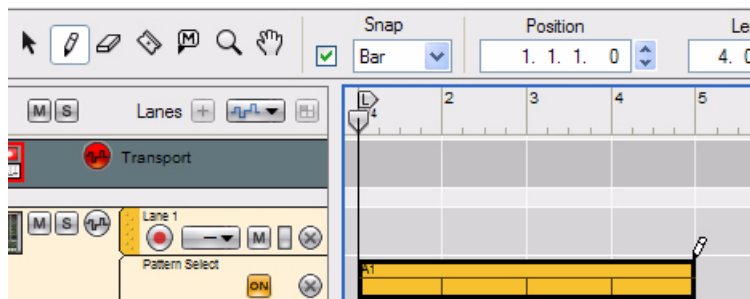 Snap Position Le
Bar 1. 1. 1. 0 4. 0
M S Lanes
L 2 3 4 5
4
Transport
M S Lane 1
M
A1
Pattern Select
ON